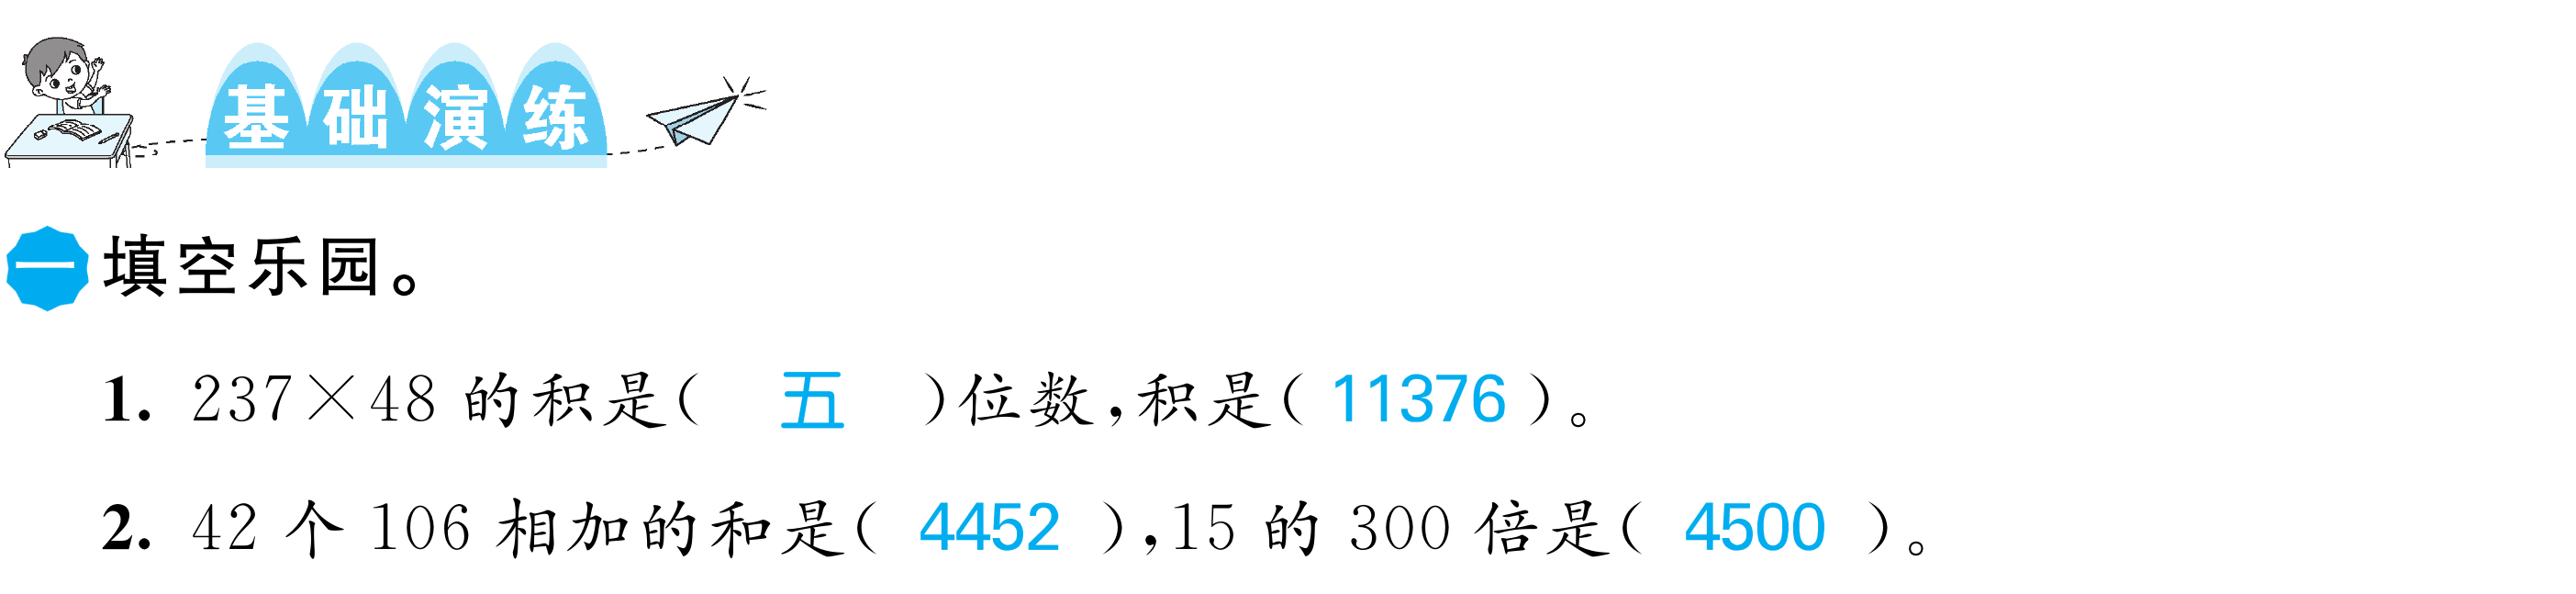 基础演练
一 填空乐园。
1. 237×48 的积是( 五 )位数,积是( 11376 )。
2. 42 个 106 相加的和是( 4452 ),15 的 300 倍是( 4500 )。